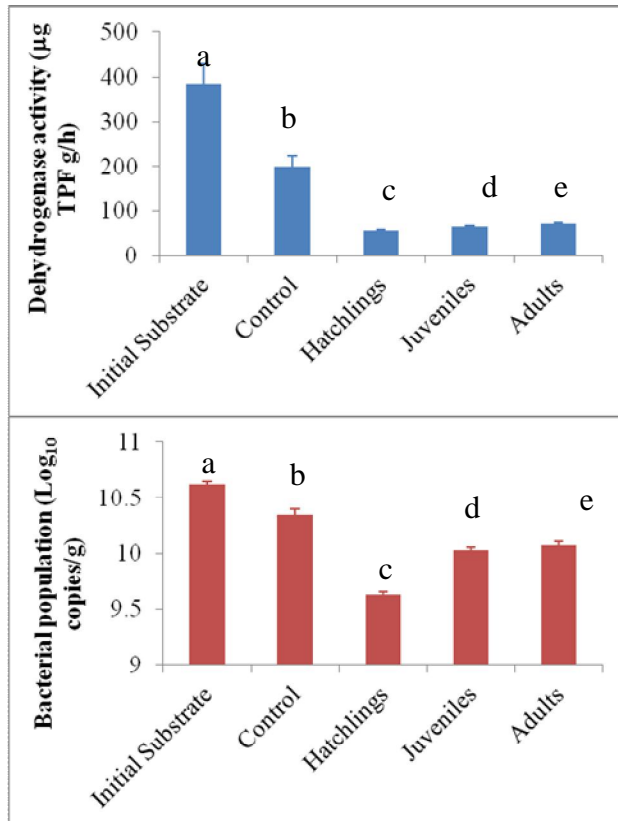 Dehydrogenase activity (µg
TPF g/h)
500
400
300
200
100
0
a
b
c
d
e
Initial Substrate
Control
Hatchlings
Juveniles
Adults
Bacterial population (Log₁₀
copies/g)
11
10.5
10
9.5
9
a
b
c
d
e
Initial Substrate
Control
Hatchlings
Juveniles
Adults